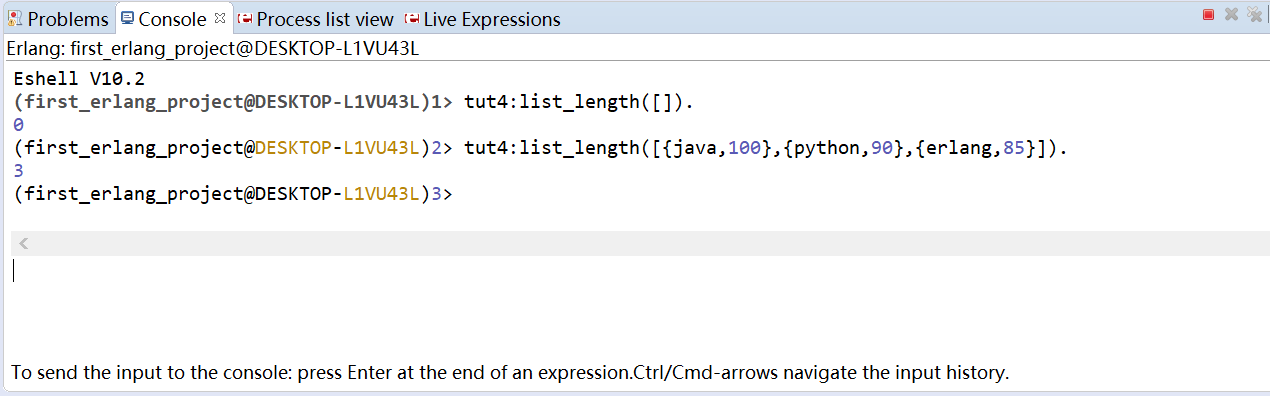 Problems Console Process list view Live Expressions
Erlang: first_erlang_project@DESKTOP-L1VU43L
Eshell V10.2
(first_erlang_project@DESKTOP-L1VU43L)1> tut4:list_length([]).
0
(first_erlang_project@DESKTOP-L1VU43L)2> tut4:list_length([{java,100},{python,90},{erlang,85}]).
3
(first_erlang_project@DESKTOP-L1VU43L)3>
To send the input to the console: press Enter at the end of an expression.Ctrl/Cmd-arrows navigate the input history.